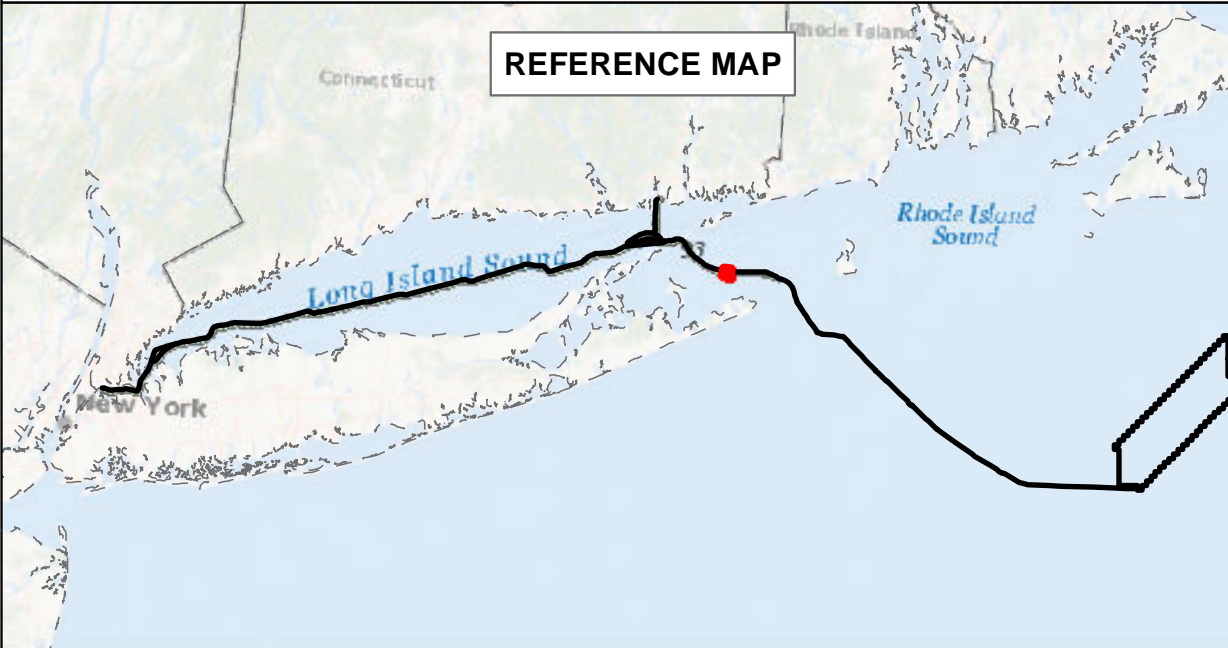 Rhode Island
REFERENCE MAP
Connecticut
Rhode Island
Sound
Long Island Sound
New York